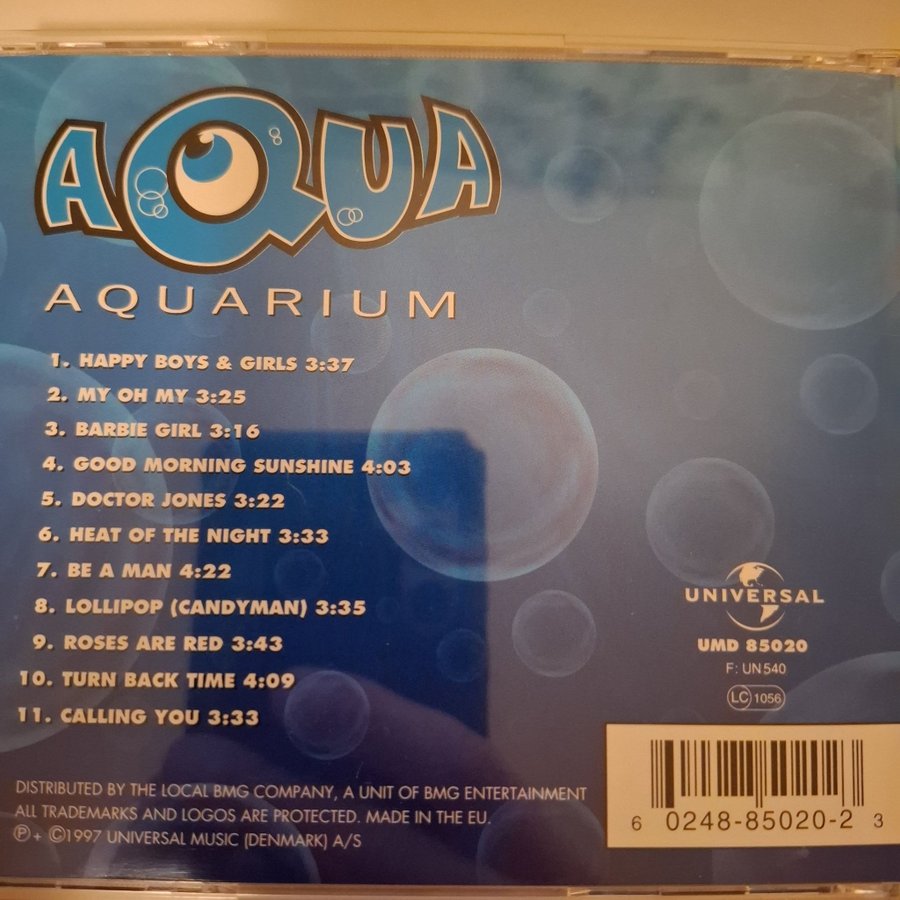 AQUA
AQUARIUM
1. HAPPY BOYS & GIRLS 3:37
2. MY OH MY 3:25
3. BARBIE GIRL 3:16
4. GOOD MORNING SUNSHINE 4:03
5. DOCTOR JONES 3:22
6. HEAT OF THE NIGHT 3:33
7. BE A MAN 4:22
8. LOLLIPOP (CANDYMAN) 3:35
9. ROSES ARE RED 3:43
10. TURN BACK TIME 4:09
11. CALLING YOU 3:33
UNIVERSAL
UMD 85020
F: UN 540
LC 1056
DISTRIBUTED BY THE LOCAL BMG COMPANY, A UNIT OF BMG ENTERTAINMENT
ALL TRADEMARKS AND LOGOS ARE PROTECTED. MADE IN THE EU.
℗+ ©1997 UNIVERSAL MUSIC (DENMARK) A/S
6 0248-85020-2 3